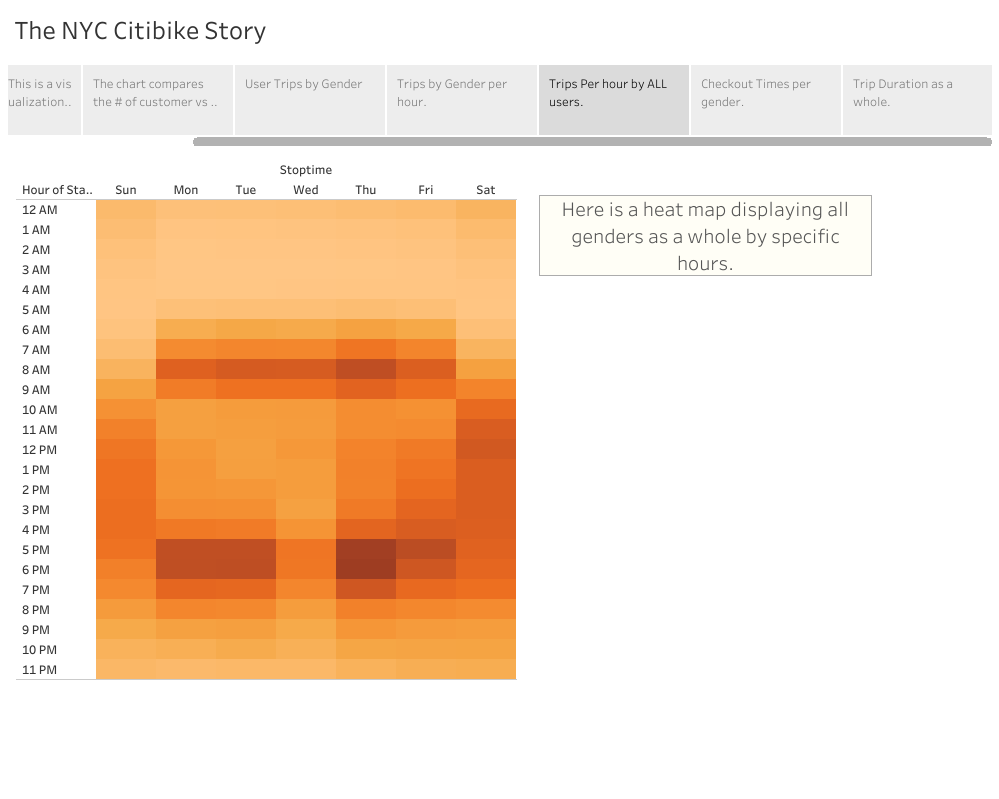 The NYC Citibike Story
This is a vis
ualization..
The chart compares
the # of customer vs ..
User Trips by Gender
Trips by Gender per
hour.
Trips Per hour by ALL
users.
Checkout Times per
gender.
Trip Duration as a
whole.
Stoptime
Hour of Sta.. Sun Mon Tue Wed Thu Fri Sat
12 AM
1 AM
2 AM
3 AM
4 AM
5 AM
6 AM
7 AM
8 AM
9 AM
10 AM
11 AM
12 PM
1 PM
2 PM
3 PM
4 PM
5 PM
6 PM
7 PM
8 PM
9 PM
10 PM
11 PM
Here is a heat map displaying all
genders as a whole by specific
hours.